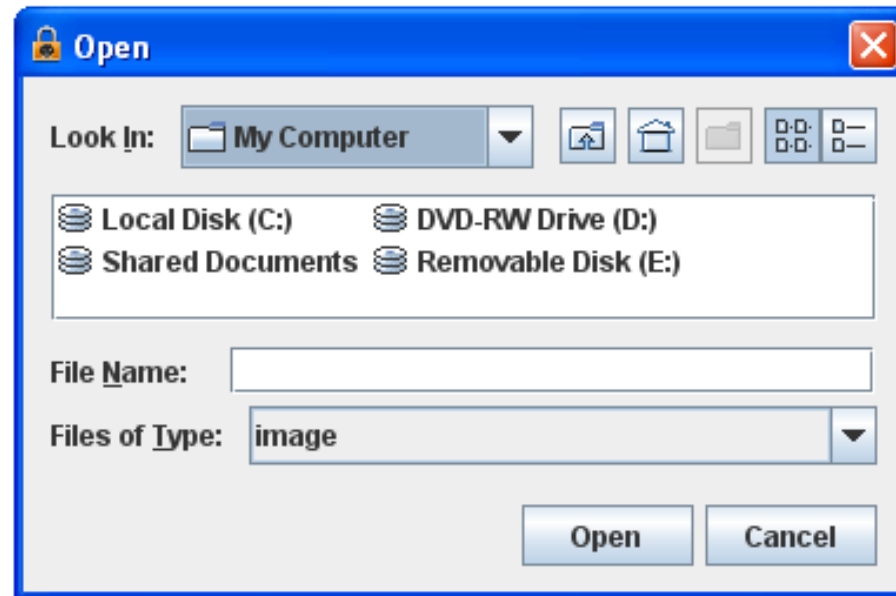 Open
Look In: My Computer
Local Disk (C:) DVD-RW Drive (D:)
Shared Documents Removable Disk (E:)
File Name:
Files of Type: image
Open Cancel